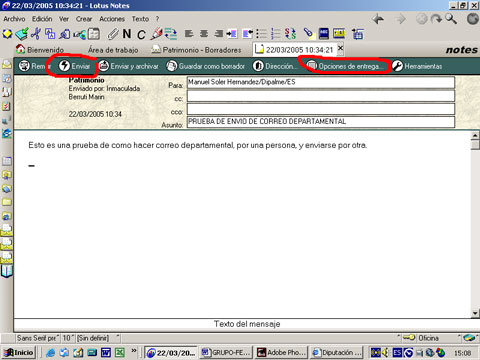 22/03/2005 10:34:21 - Lotus Notes
Archivo Edición Ver Crear Acciones Texto ?
Bienvenido Área de trabajo Patrimonio - Borradores 22/03/2005 10:34:21 notes
Enviar Enviar y archivar Guardar como borrador Dirección... Opciones de entrega... Herramientas
Patrimonio
Enviado por: Inmaculada
Berruti Marin
22/03/2005 10:34
Para: Manuel Soler Hernandez/Dipalme/ES
cc:
cco:
Asunto: PRUEBA DE ENVIO DE CORREO DEPARTAMENTAL
Esto es una prueba de como hacer correo departamental, por una persona, y enviarse por otra.
Texto del mensaje
Sans Serif pre 10 [Sin definir] Oficina
Inicio 22/03/20... GRUPO-FE... Adobe Pho... Diputación ... ES 15:08